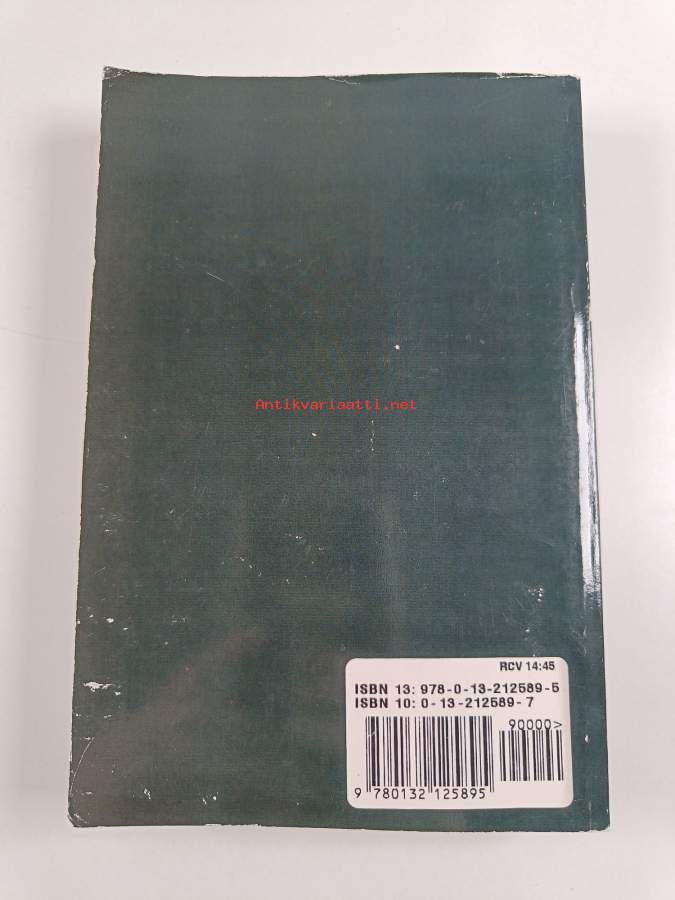 Antikvariaatti.net
RCV 14:45
ISBN 13: 978-0-13-212589-5
ISBN 10: 0-13-212589-7
90000>
9 780132 125895